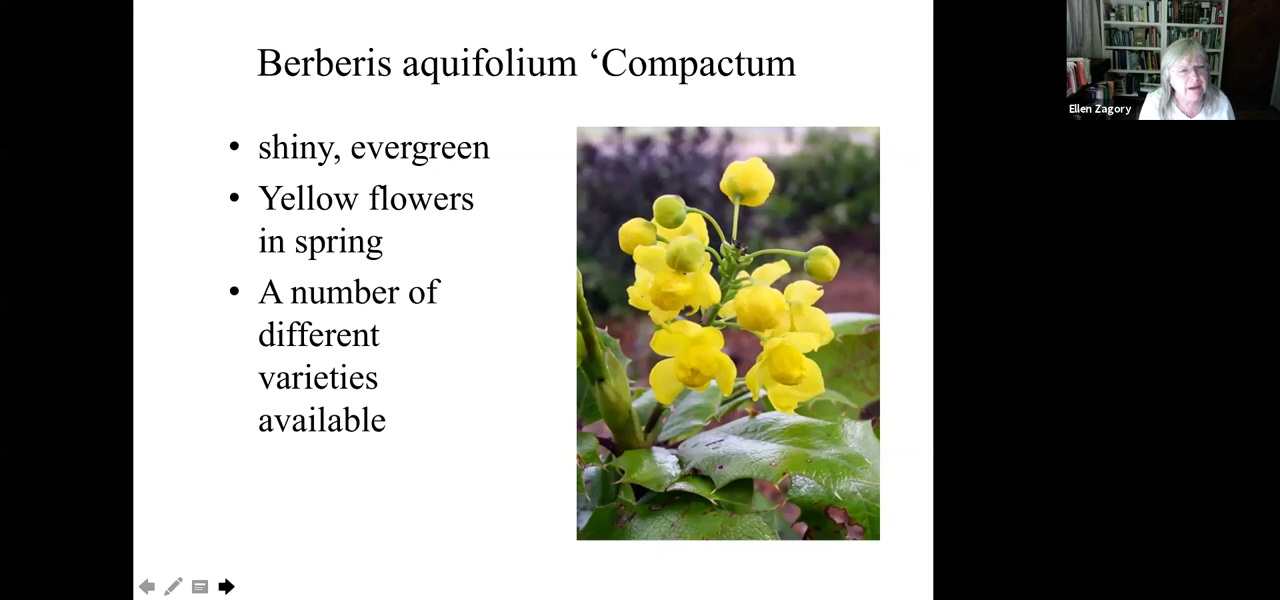 Berberis aquifolium ‘Compactum
• shiny, evergreen
• Yellow flowers
in spring
• A number of
different
varieties
available
Ellen Zagory